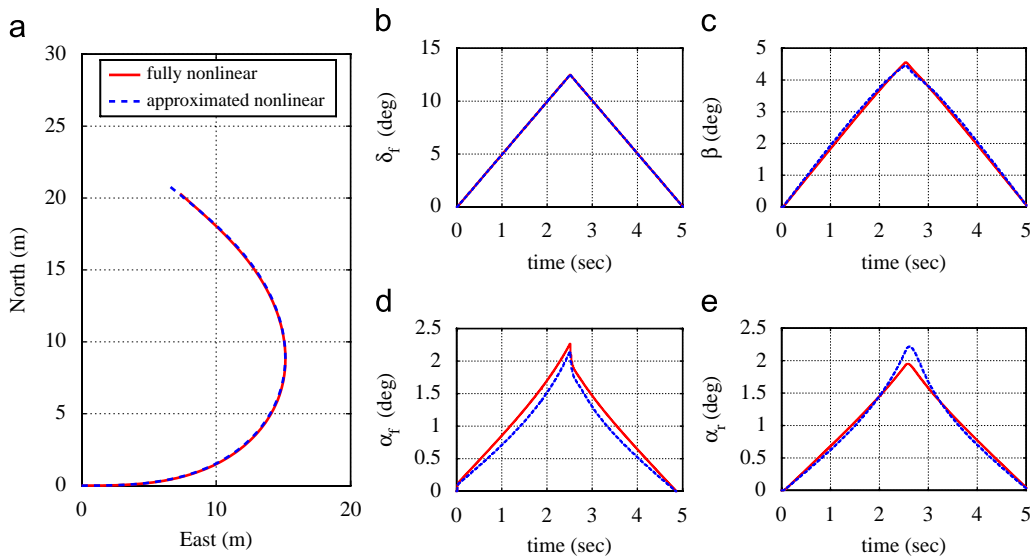 a
30
25
20
15
10
5
0
North (m)
fully nonlinear
approximated nonlinear
0 10 20
East (m)
b
15
10
5
0
δf (deg)
0 1 2 3 4 5
time (sec)
c
5
4
3
2
1
0
β (deg)
0 1 2 3 4 5
time (sec)
d
2.5
2
1.5
1
0.5
0
αf (deg)
0 1 2 3 4 5
time (sec)
e
2.5
2
1.5
1
0.5
0
αr (deg)
0 1 2 3 4 5
time (sec)